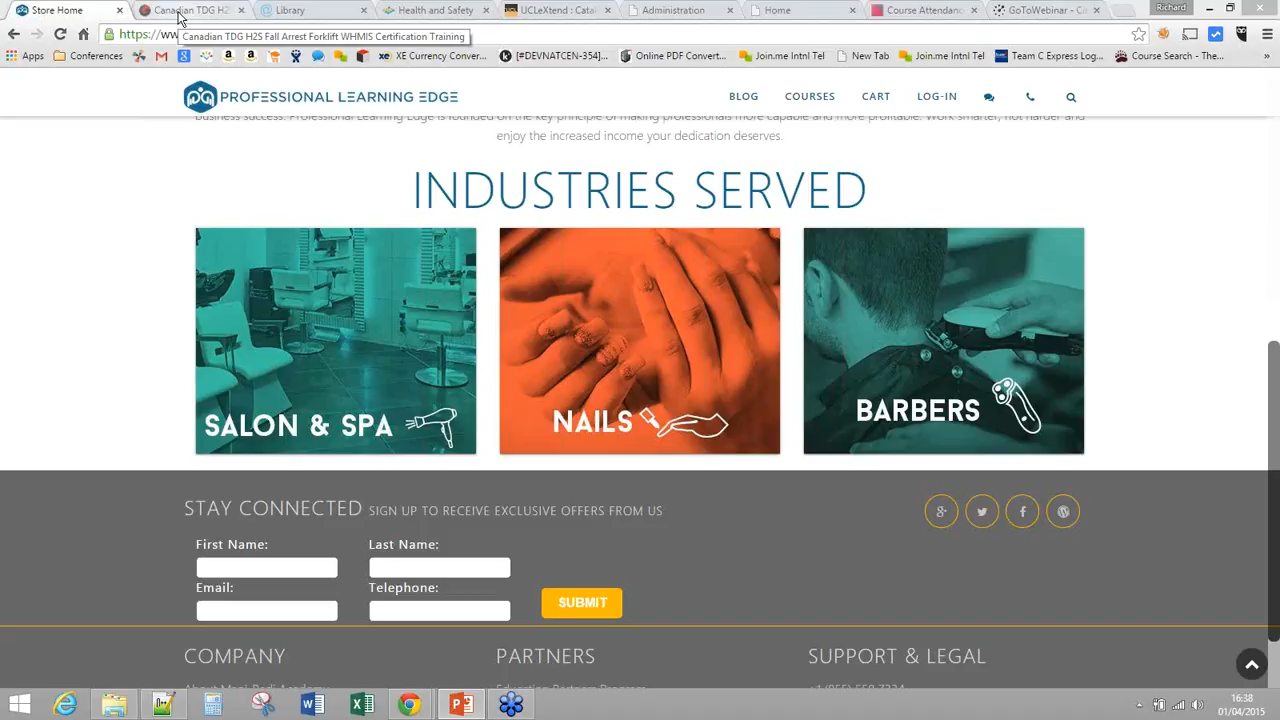 Store Home
Canadian TDG H2S
Library
Health and Safety
UCLeXtend : Cata
Administration
Home
Course Attendanc
GoToWebinar - Cr
Richard
https://ww
Canadian TDG H2S Fall Arrest Forklift WHMIS Certification Training
Apps
Conferences
XE Currency Conver...
[#DEVNATCEN-354]...
Online PDF Convert...
Join.me Intnl Tel
New Tab
Join.me Intnl Tel
Team C Express Log...
Course Search - The...
PROFESSIONAL LEARNING EDGE
BLOG
COURSES
CART
LOG-IN
business success. Professional Learning Edge is founded on the key principle of making professionals more capable and more profitable. Work smarter, not harder and
enjoy the increased income your dedication deserves.
INDUSTRIES SERVED
SALON & SPA
NAILS
BARBERS
STAY CONNECTED SIGN UP TO RECEIVE EXCLUSIVE OFFERS FROM US
First Name:
Last Name:
Email:
Telephone:
SUBMIT
COMPANY
PARTNERS
SUPPORT & LEGAL
16:38
01/04/2015